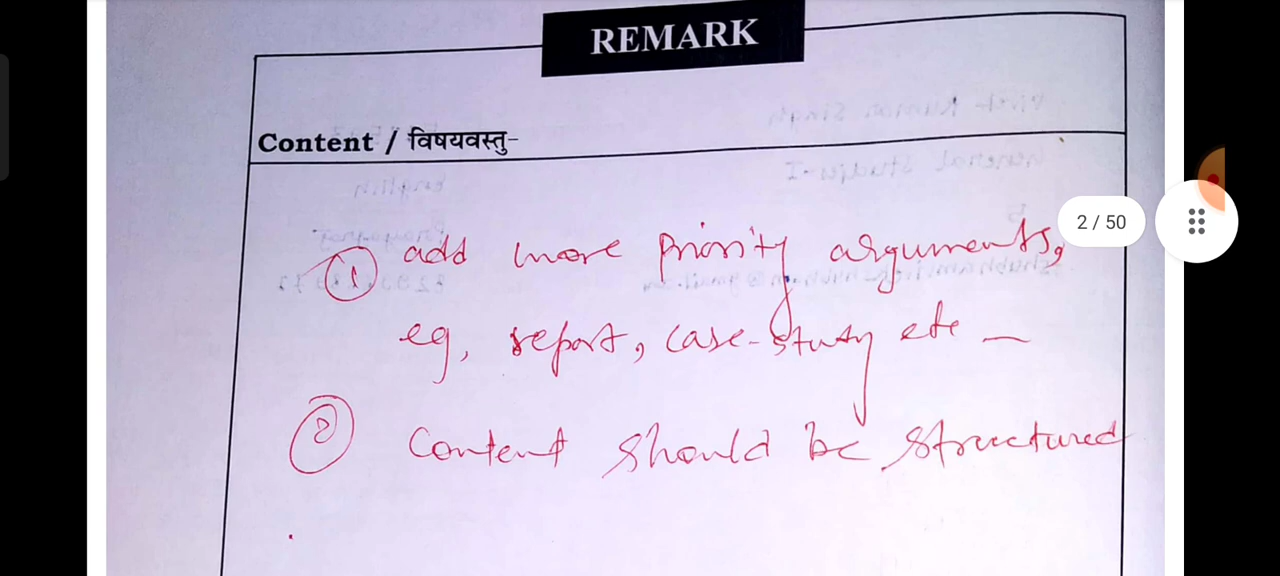 REMARK
Content / विषयवस्तु-
2 / 50
① add more priority arguments,
eg, report, case-study etc —
② Content should be structured